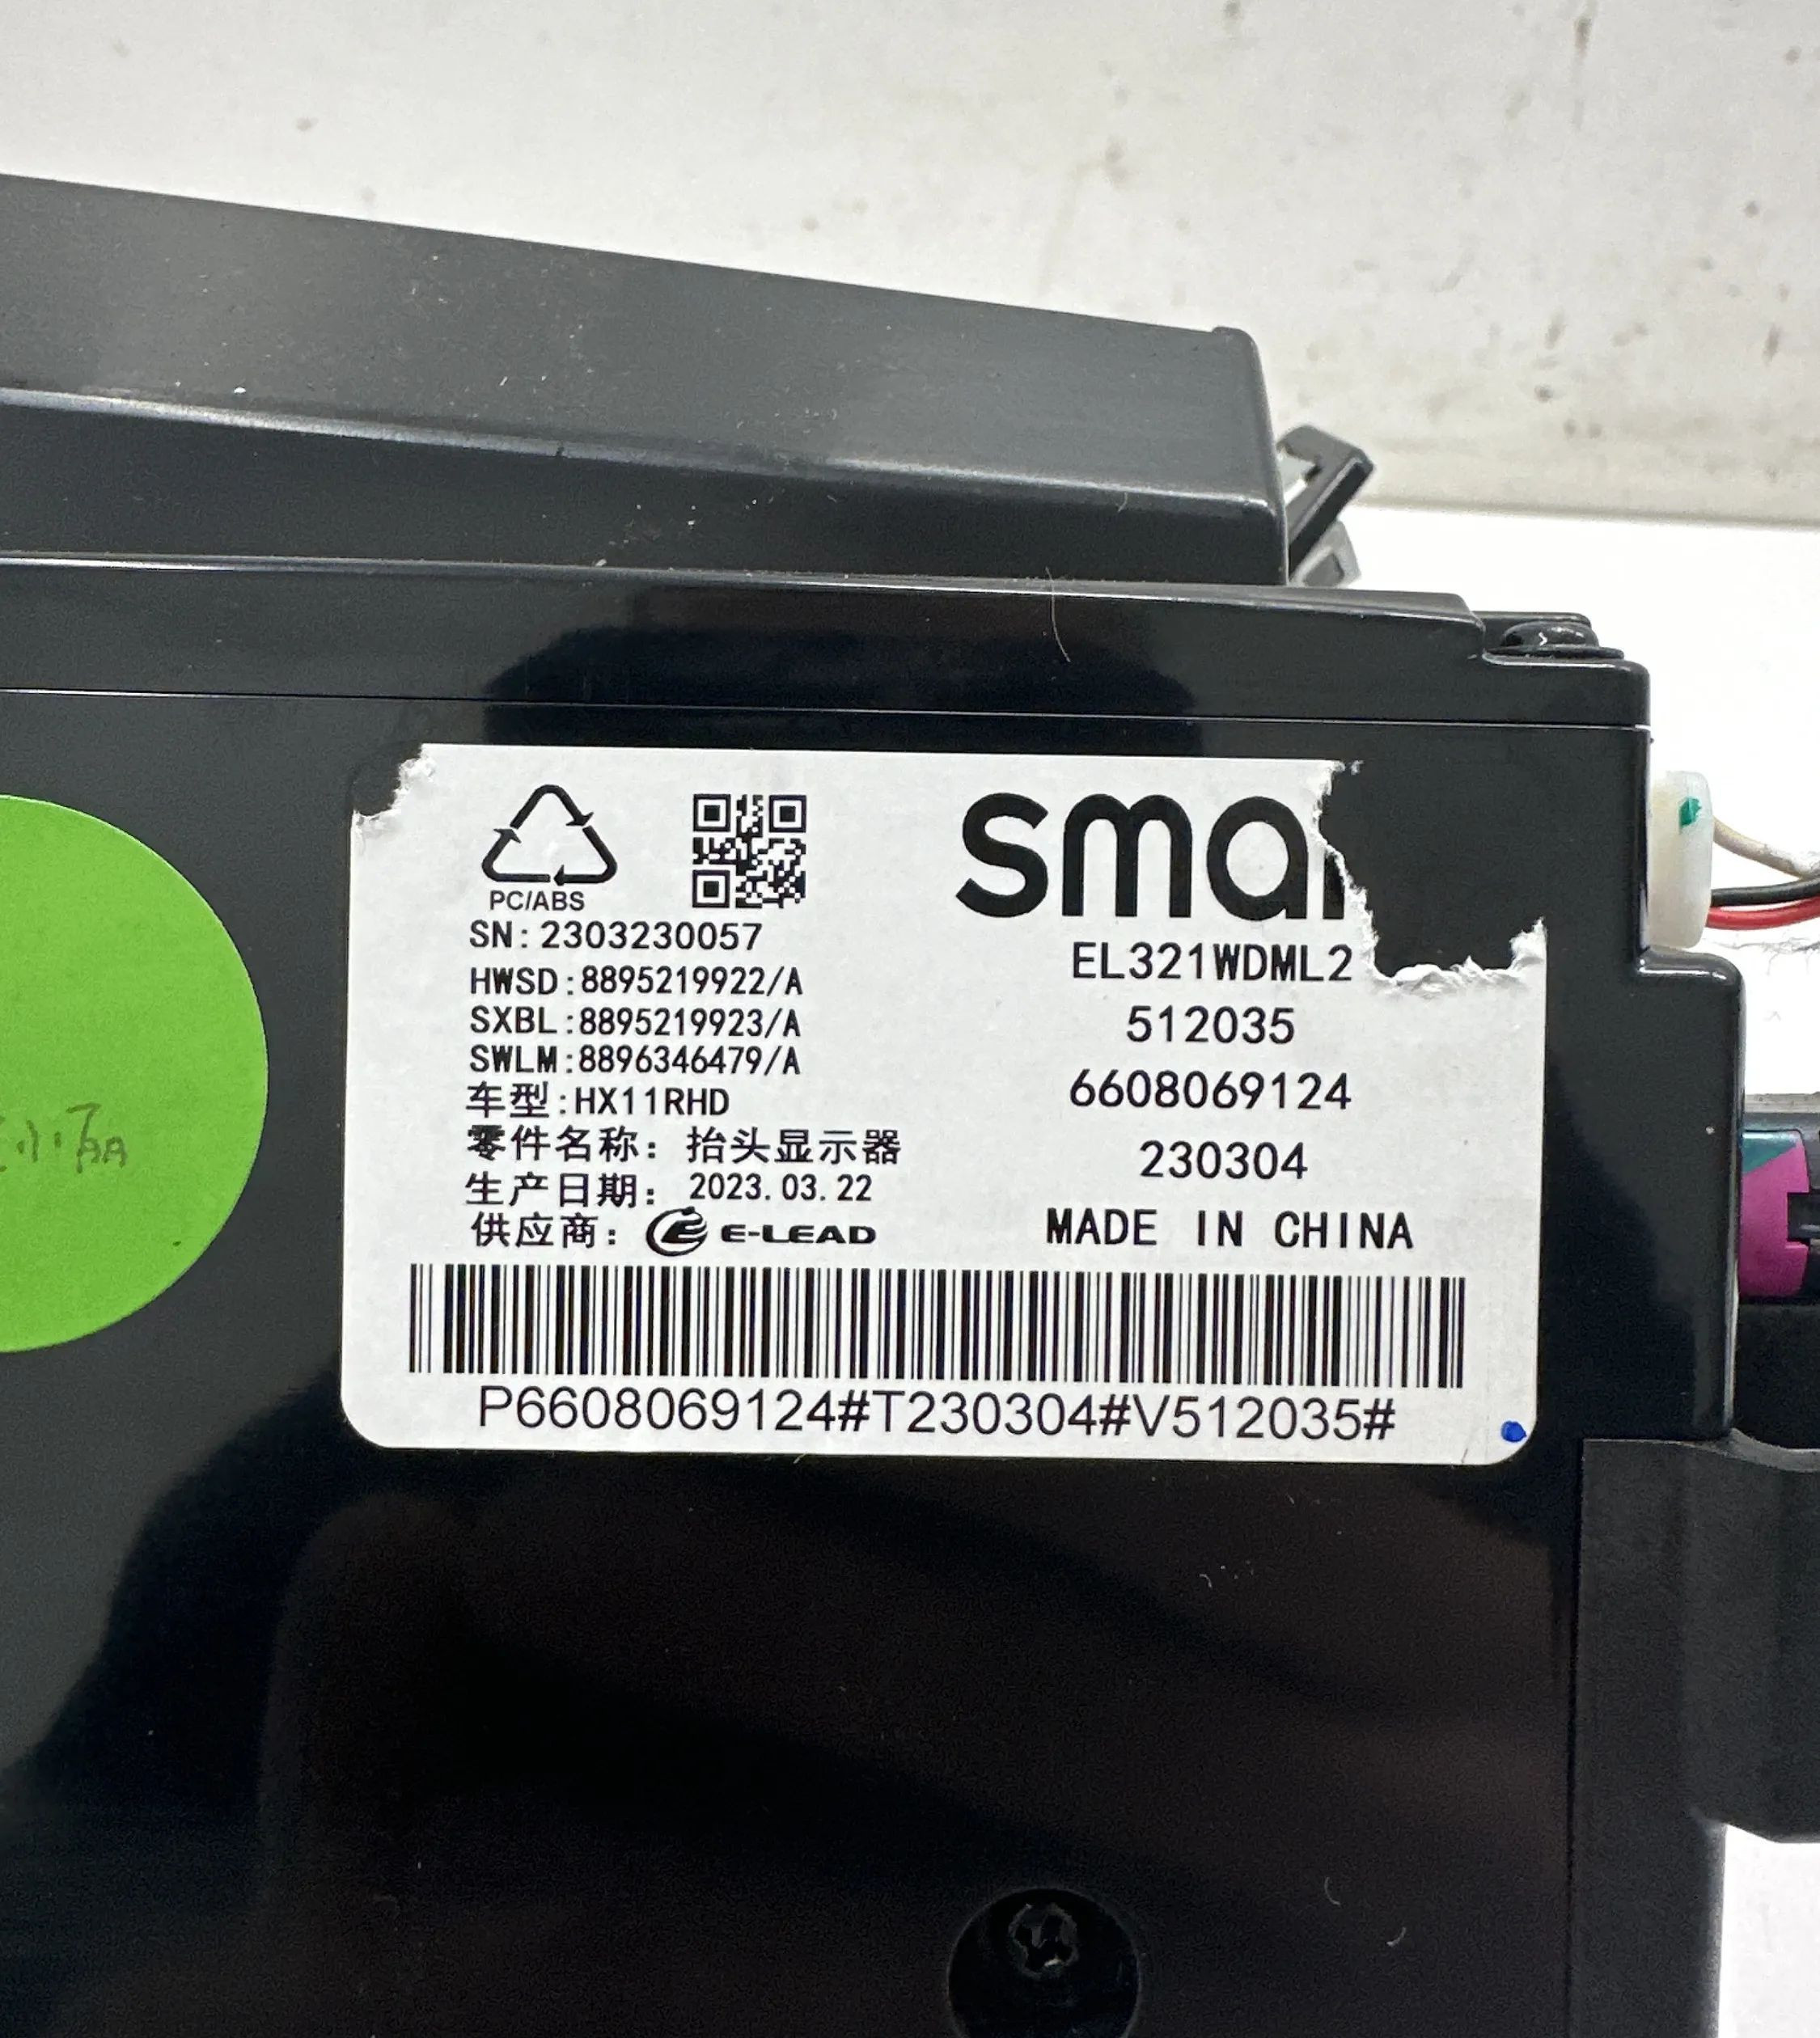 PC/ABS
SN:2303230057
HWSD:8895219922/A
SXBL:8895219923/A
SWLM:8896346479/A
车型:HX11RHD
零件名称：抬头显示器
生产日期：2023.03.22
供应商：E-LEAD
smar
EL321WDML2
512035
6608069124
230304
MADE IN CHINA
P6608069124#T230304#V512035#